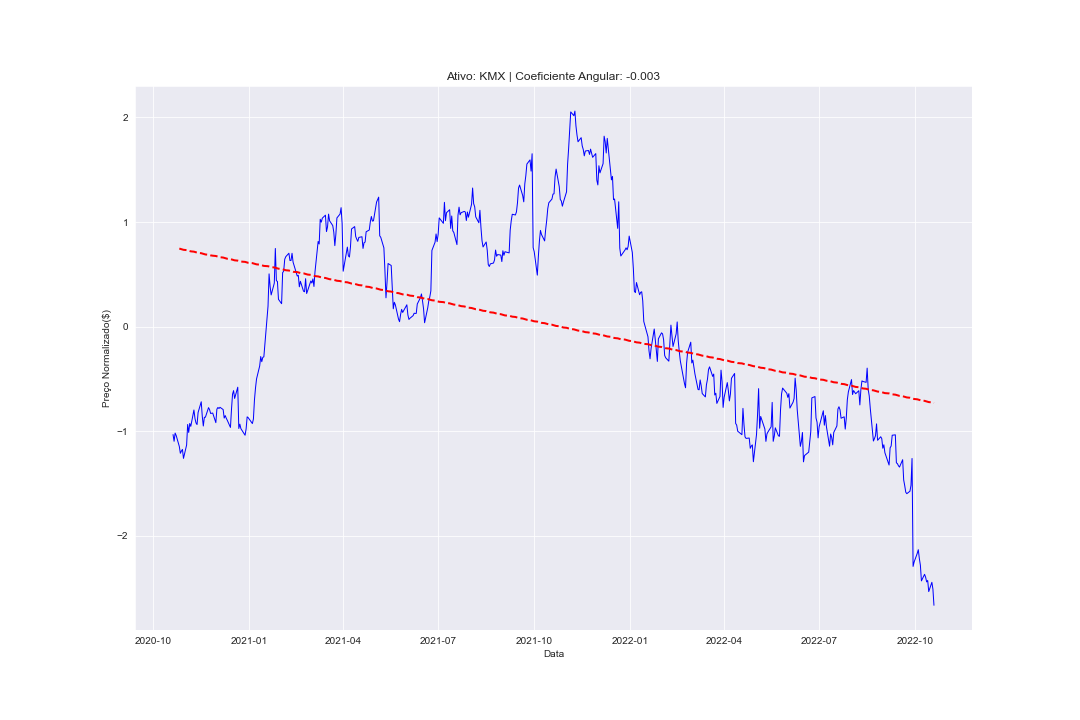 Ativo: KMX | Coeficiente Angular: -0.003
2
1
0
−1
−2
Preço Normalizado($)
2020-10 2021-01 2021-04 2021-07 2021-10 2022-01 2022-04 2022-07 2022-10
Data